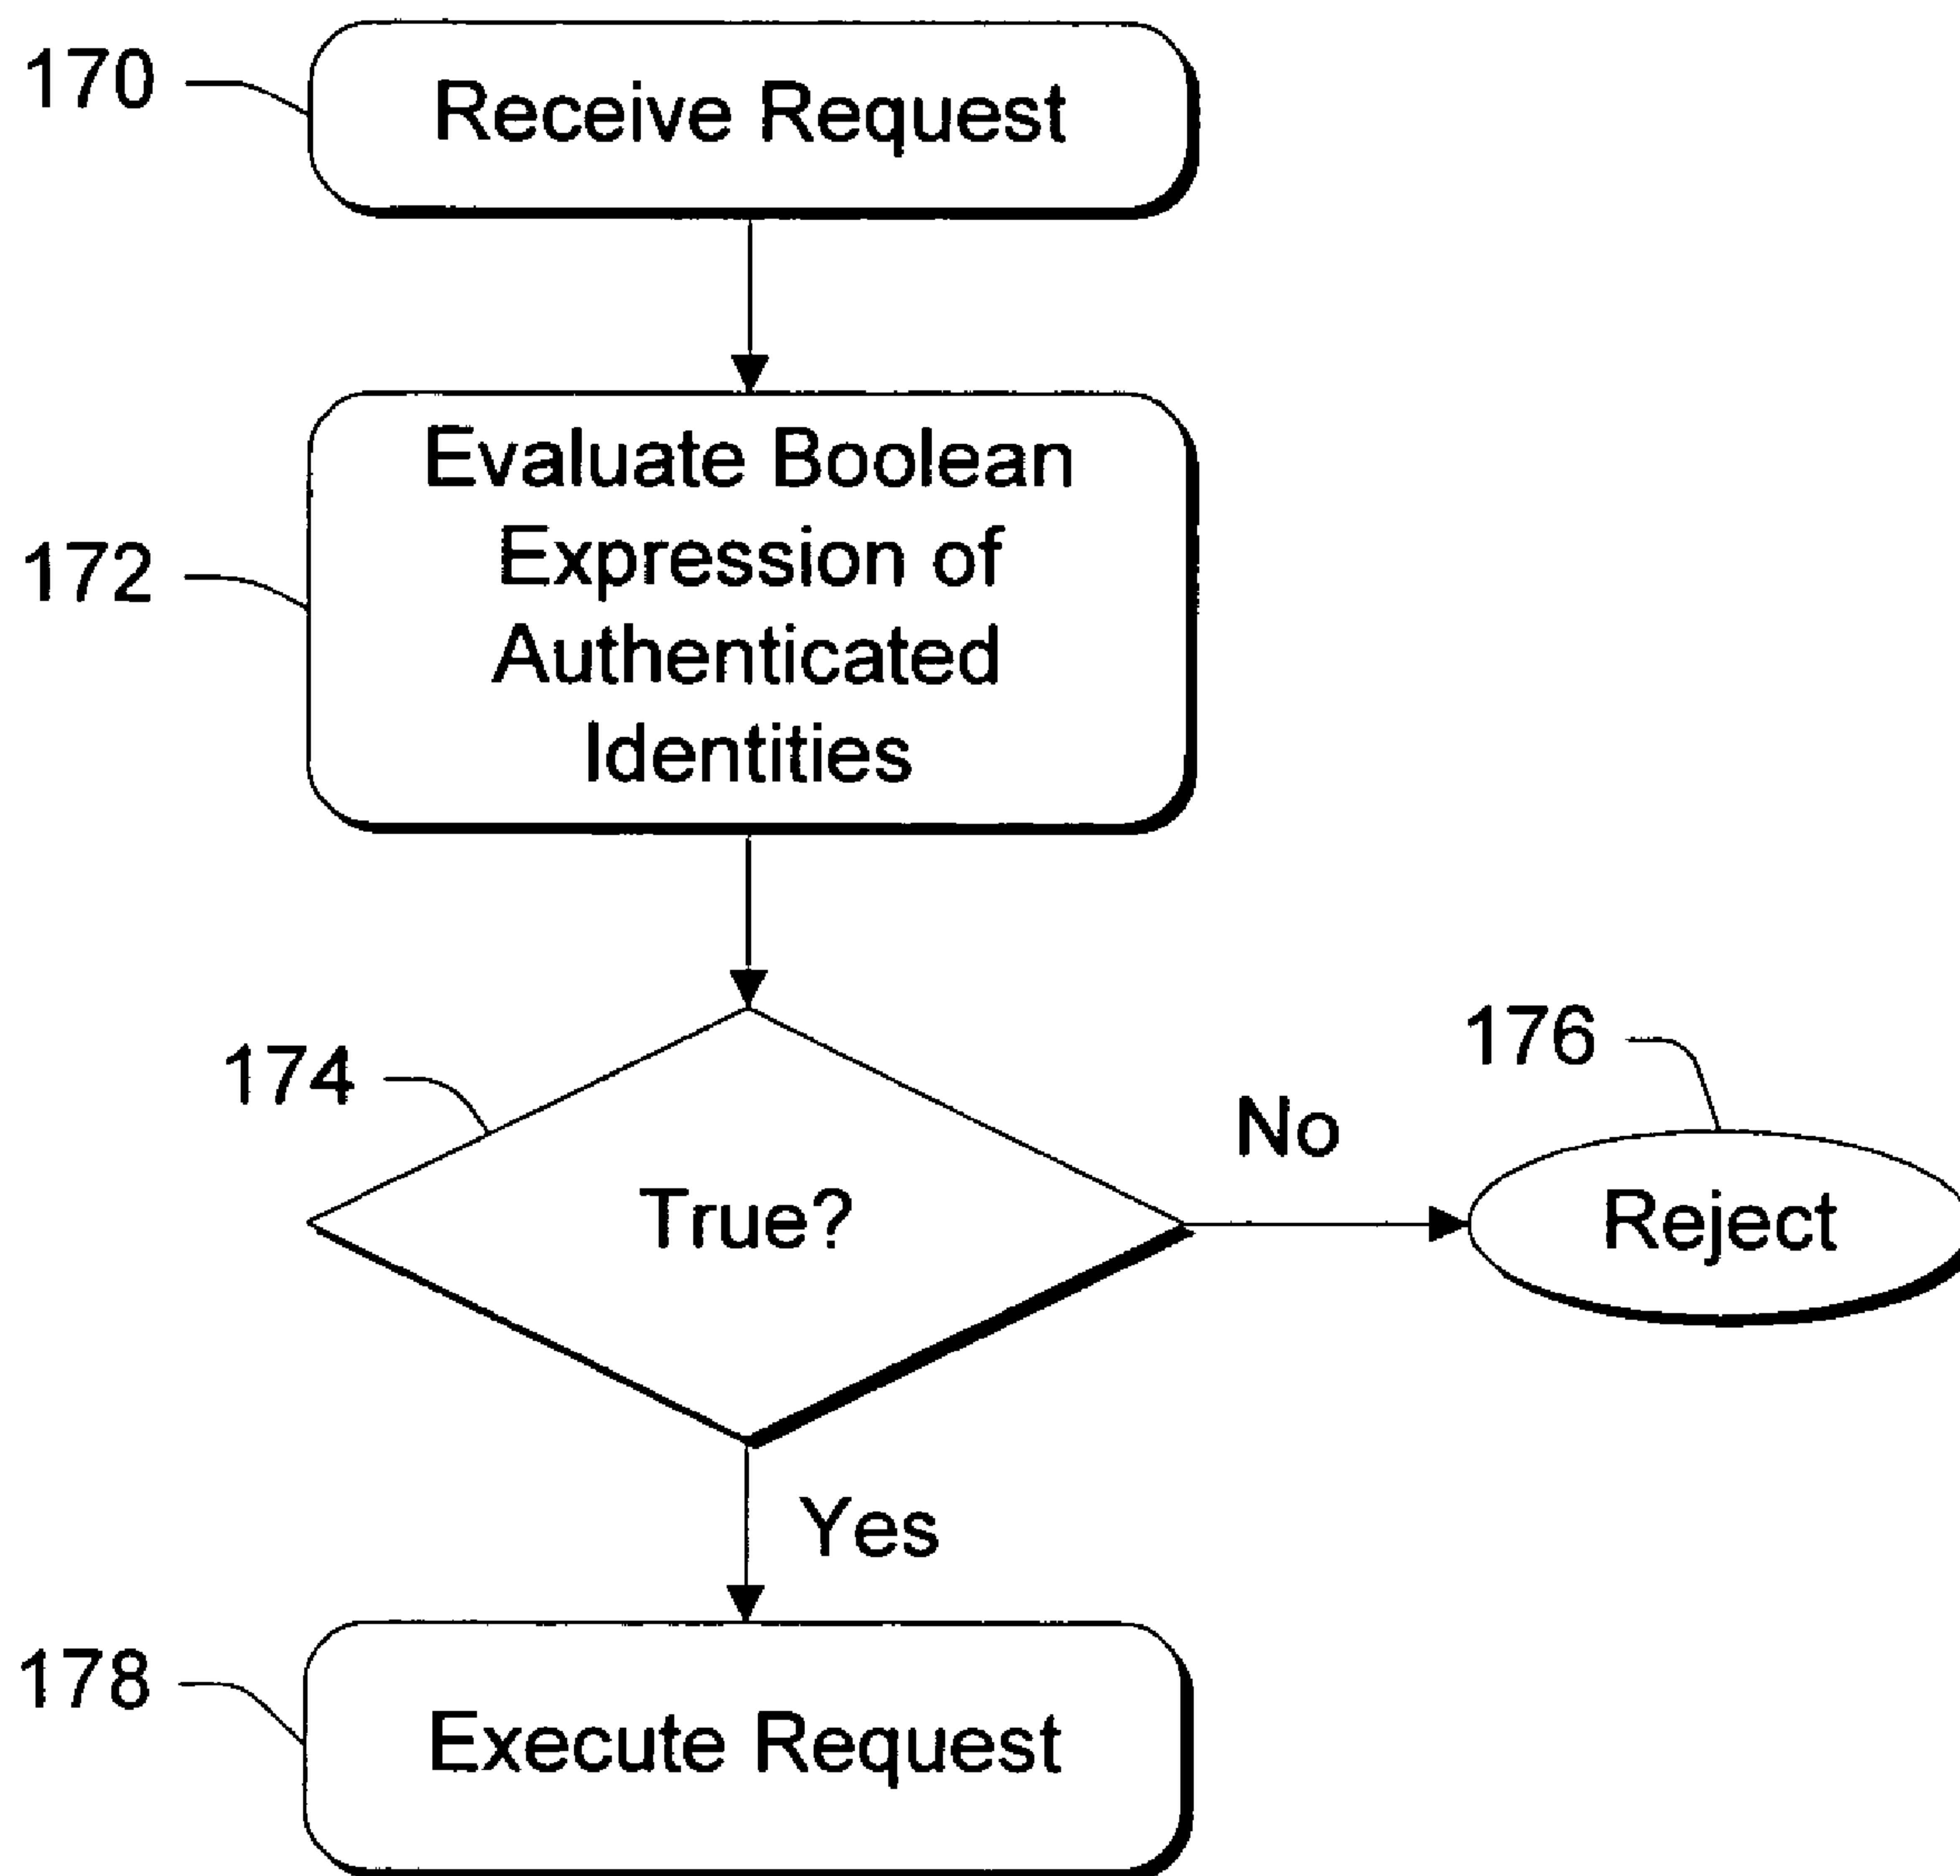 170
Receive Request
172
Evaluate Boolean
Expression of
Authenticated
Identities
174
True?
No
176
Reject
Yes
178
Execute Request